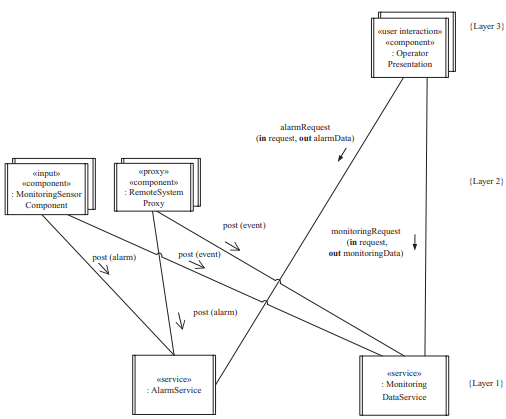 «user interaction»
«component»
: Operator
Presentation
{Layer 3}
alarmRequest
(in request, out alarmData)
«input»
«component»
: MonitoringSensor
Component
«proxy»
«component»
: RemoteSystem
Proxy
{Layer 2}
post (event)
monitoringRequest
(in request,
out monitoringData)
post (alarm)
post (event)
post (alarm)
«service»
: AlarmService
«service»
: Monitoring
DataService
{Layer 1}